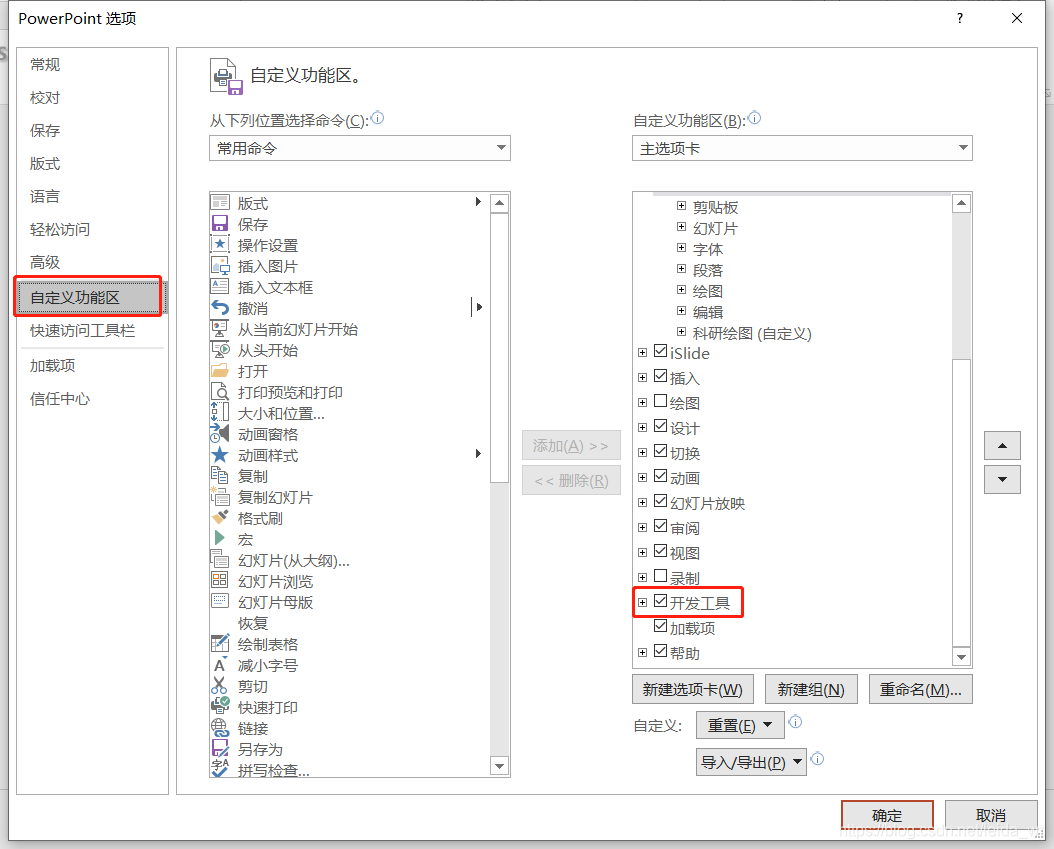 PowerPoint 选项
?
常规
校对
保存
版式
语言
轻松访问
高级
自定义功能区
快速访问工具栏
加载项
信任中心
自定义功能区。
从下列位置选择命令(C):
常用命令
版式
保存
操作设置
插入图片
插入文本框
撤消
从当前幻灯片开始
从头开始
打开
打印预览和打印
大小和位置...
动画窗格
动画样式
复制
复制幻灯片
格式刷
宏
幻灯片(从大纲)...
幻灯片浏览
幻灯片母版
恢复
绘制表格
减小字号
剪切
快速打印
链接
另存为
拼写检查...
添加(A) >>
<< 删除(R)
自定义功能区(B):
主选项卡
剪贴板
幻灯片
字体
段落
绘图
编辑
科研绘图 (自定义)
iSlide
插入
绘图
设计
切换
动画
幻灯片放映
审阅
视图
录制
开发工具
加载项
帮助
新建选项卡(W)
新建组(N)
重命名(M)...
自定义:
重置(E)
导入/导出(P)
确定
取消